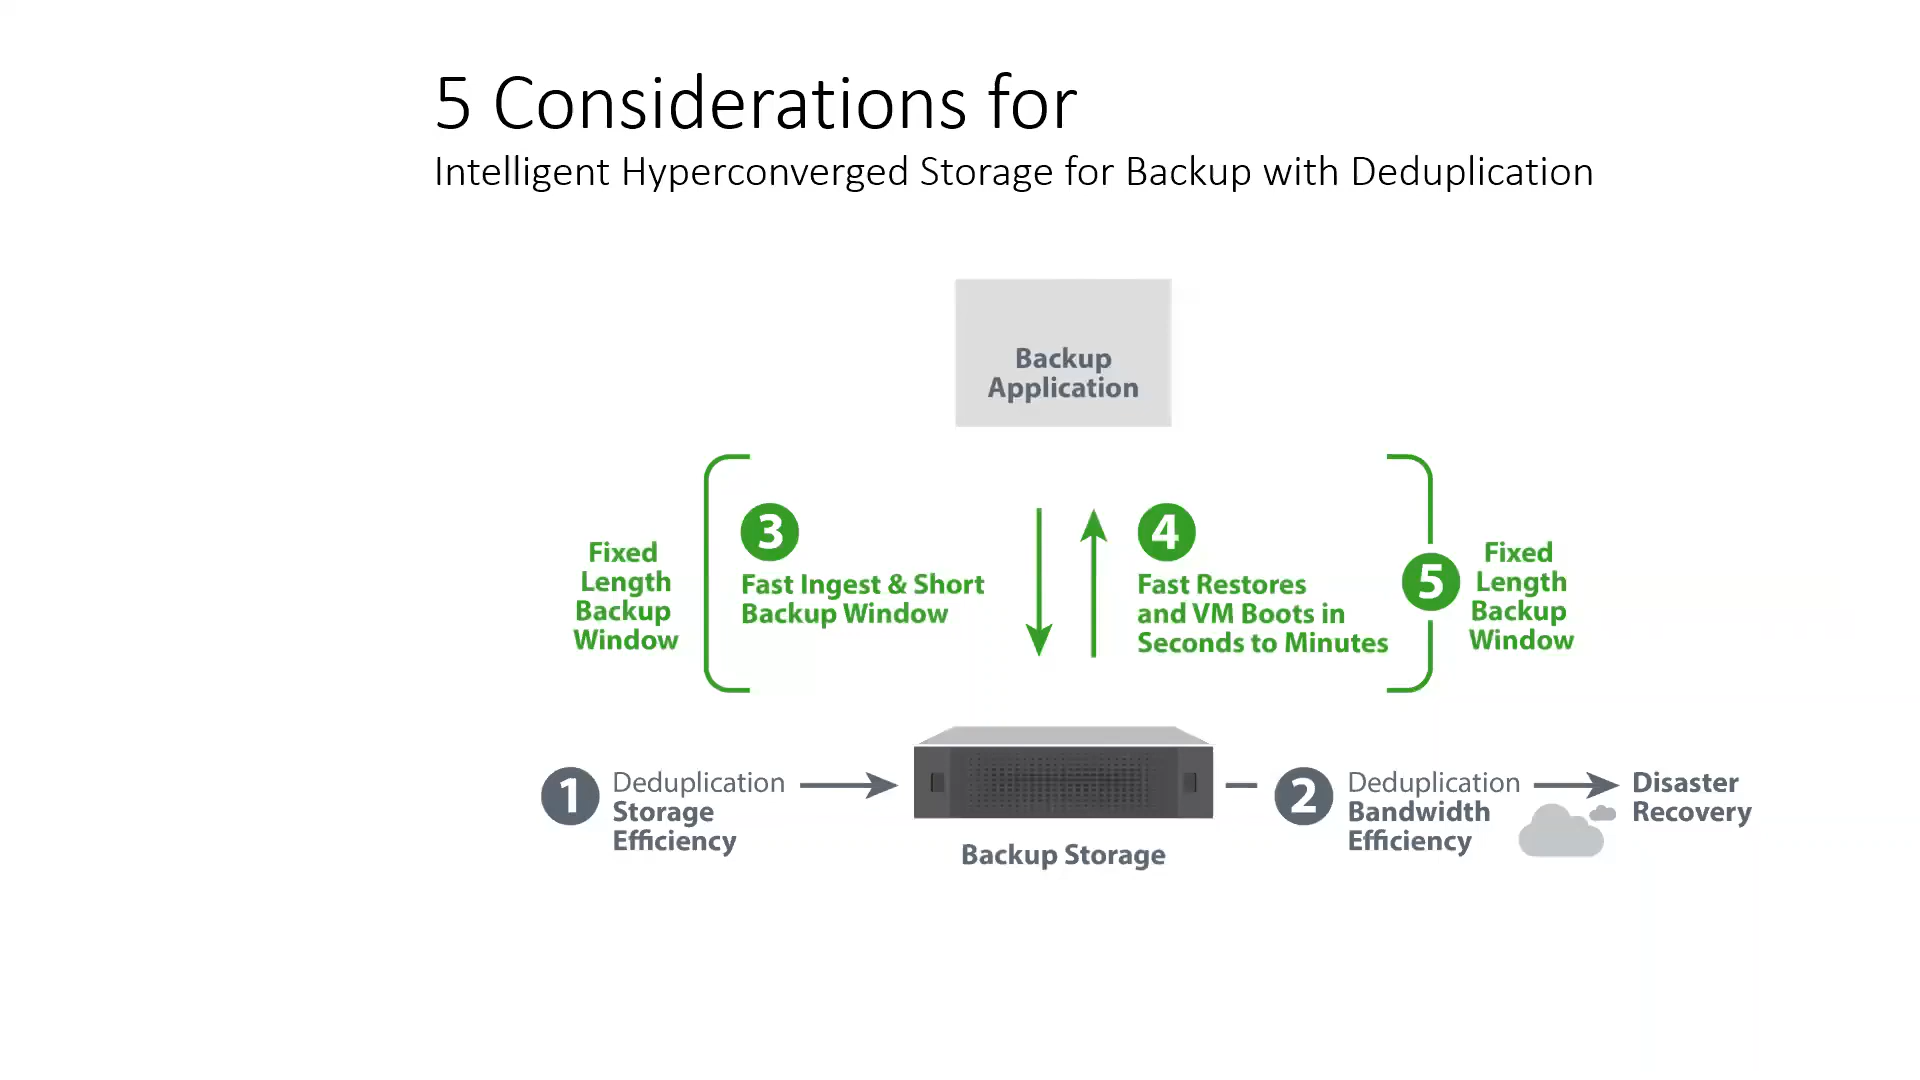 5 Considerations for
Intelligent Hyperconverged Storage for Backup with Deduplication
Backup
Application
Fixed
Length
Backup
Window
3
Fast Ingest & Short
Backup Window
4
Fast Restores
and VM Boots in
Seconds to Minutes
5
Fixed
Length
Backup
Window
1
Deduplication
Storage
Efficiency
Backup Storage
2
Deduplication
Bandwidth
Efficiency
Disaster
Recovery